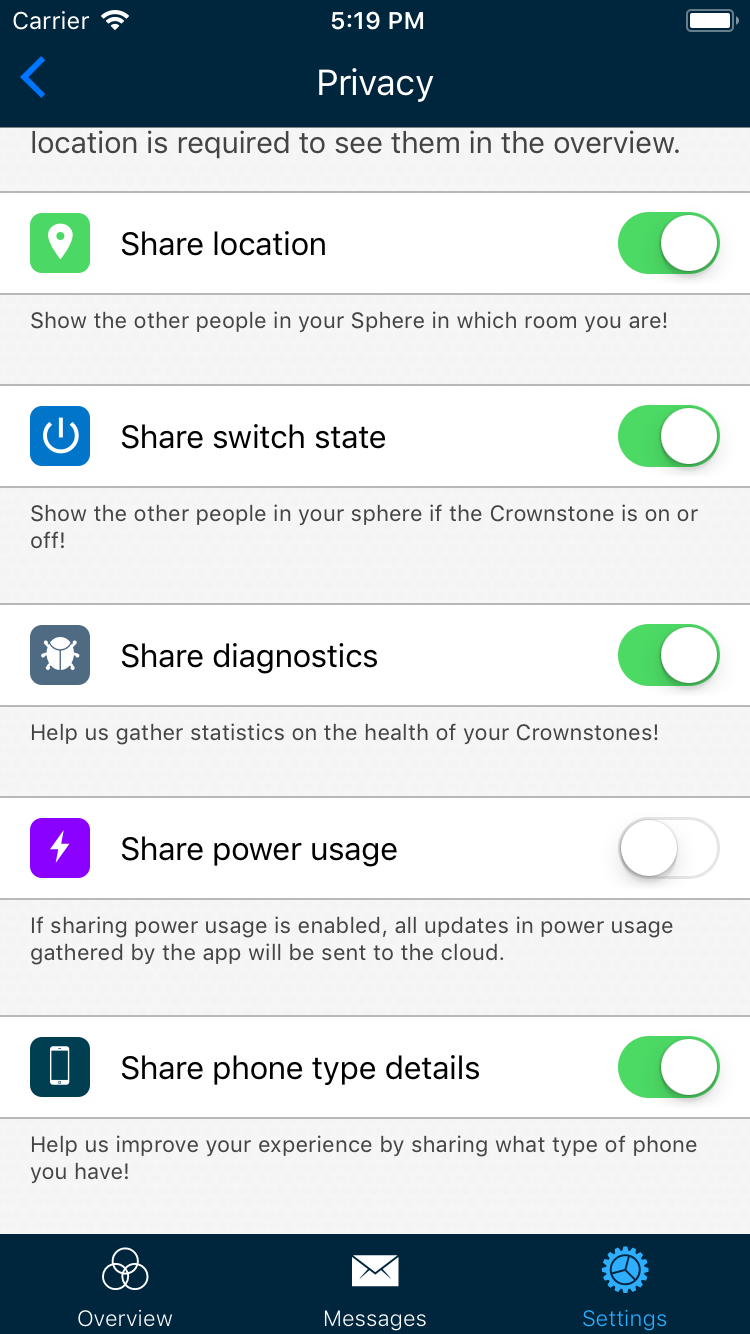 Carrier 5:19 PM
Privacy
location is required to see them in the overview.
Share location
Show the other people in your Sphere in which room you are!
Share switch state
Show the other people in your sphere if the Crownstone is on or
off!
Share diagnostics
Help us gather statistics on the health of your Crownstones!
Share power usage
If sharing power usage is enabled, all updates in power usage
gathered by the app will be sent to the cloud.
Share phone type details
Help us improve your experience by sharing what type of phone
you have!
Overview Messages Settings